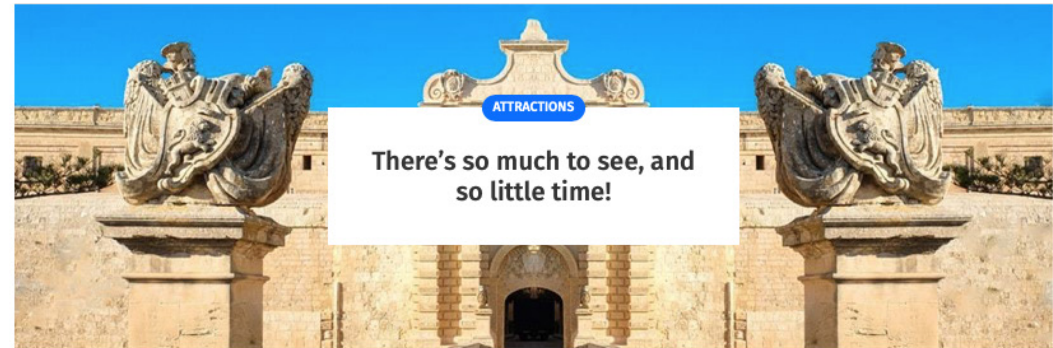 ATTRACTIONS
There’s so much to see, and
so little time!